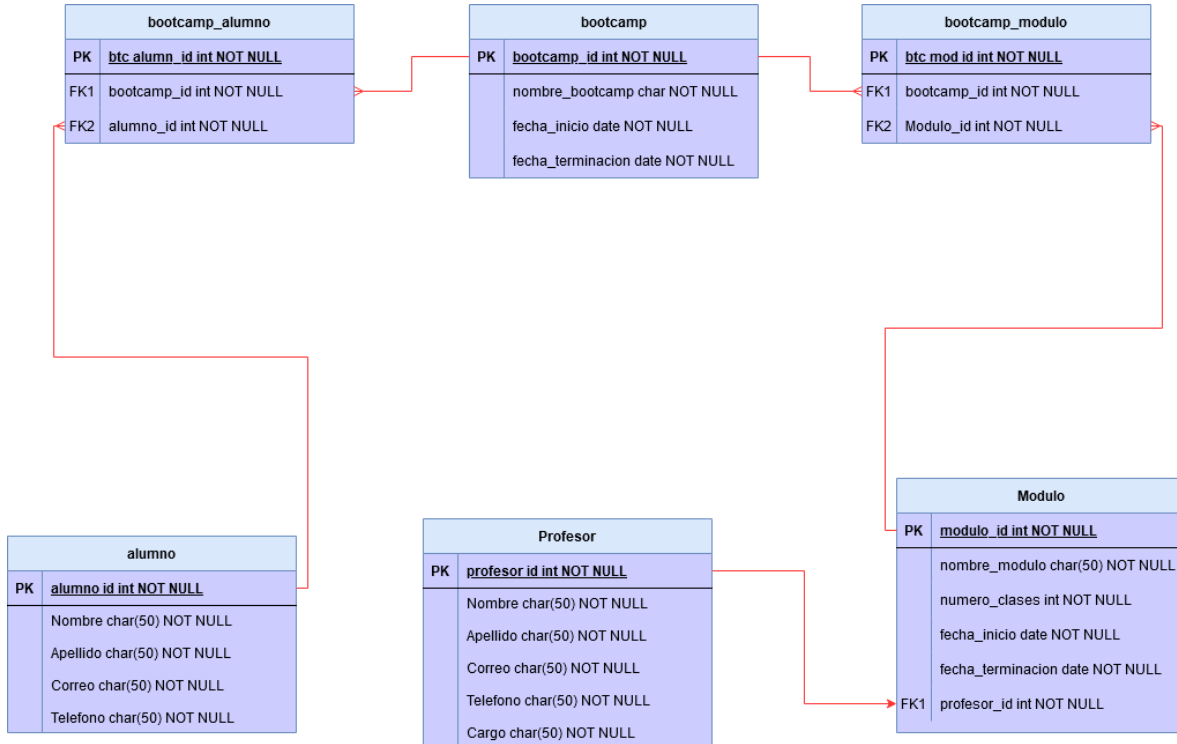 bootcamp_alumno
PK btc alumn_id int NOT NULL
FK1 bootcamp_id int NOT NULL
FK2 alumno_id int NOT NULL
bootcamp
PK bootcamp_id int NOT NULL
nombre_bootcamp char NOT NULL
fecha_inicio date NOT NULL
fecha_terminacion date NOT NULL
bootcamp_modulo
PK btc mod id int NOT NULL
FK1 bootcamp_id int NOT NULL
FK2 Modulo_id int NOT NULL
alumno
PK alumno id int NOT NULL
Nombre char(50) NOT NULL
Apellido char(50) NOT NULL
Correo char(50) NOT NULL
Telefono char(50) NOT NULL
Profesor
PK profesor id int NOT NULL
Nombre char(50) NOT NULL
Apellido char(50) NOT NULL
Correo char(50) NOT NULL
Telefono char(50) NOT NULL
Cargo char(50) NOT NULL
Modulo
PK modulo_id int NOT NULL
nombre_modulo char(50) NOT NULL
numero_clases int NOT NULL
fecha_inicio date NOT NULL
fecha_terminacion date NOT NULL
FK1 profesor_id int NOT NULL